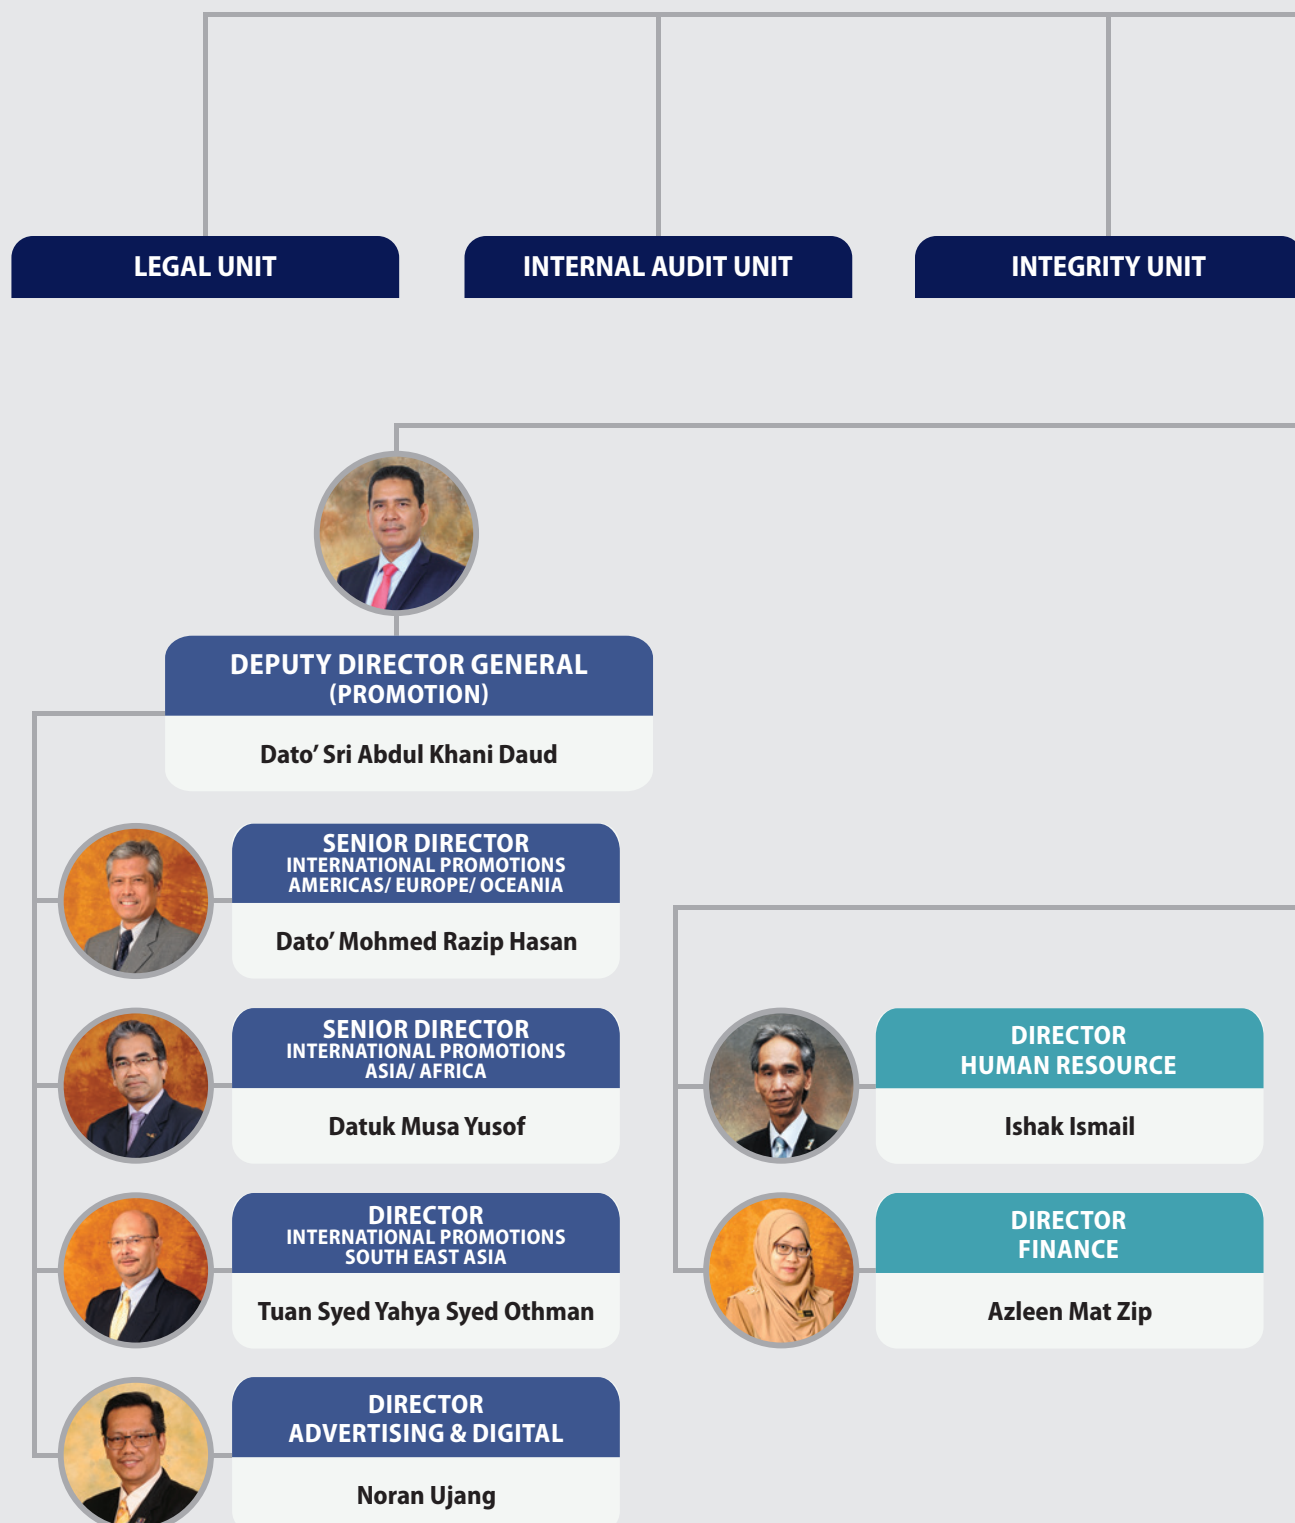 LEGAL UNIT
INTERNAL AUDIT UNIT
INTEGRITY UNIT
DEPUTY DIRECTOR GENERAL
(PROMOTION)
Dato’ Sri Abdul Khani Daud
SENIOR DIRECTOR
INTERNATIONAL PROMOTIONS
AMERICAS/ EUROPE/ OCEANIA
Dato’ Mohmed Razip Hasan
SENIOR DIRECTOR
INTERNATIONAL PROMOTIONS
ASIA/ AFRICA
Datuk Musa Yusof
DIRECTOR
INTERNATIONAL PROMOTIONS
SOUTH EAST ASIA
Tuan Syed Yahya Syed Othman
DIRECTOR
ADVERTISING & DIGITAL
Noran Ujang
DIRECTOR
HUMAN RESOURCE
Ishak Ismail
DIRECTOR
FINANCE
Azleen Mat Zip